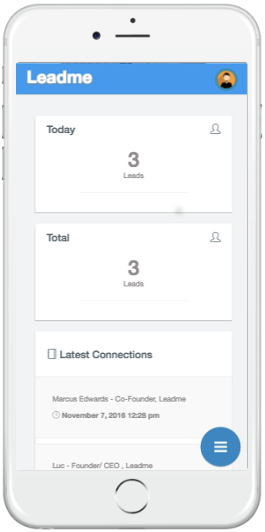 Leadme
Today
3
Leads
Total
3
Leads
Latest Connections
Marcus Edwards - Co-Founder, Leadme
November 7, 2016 12:28 pm
Luc - Founder/ CEO , Leadme